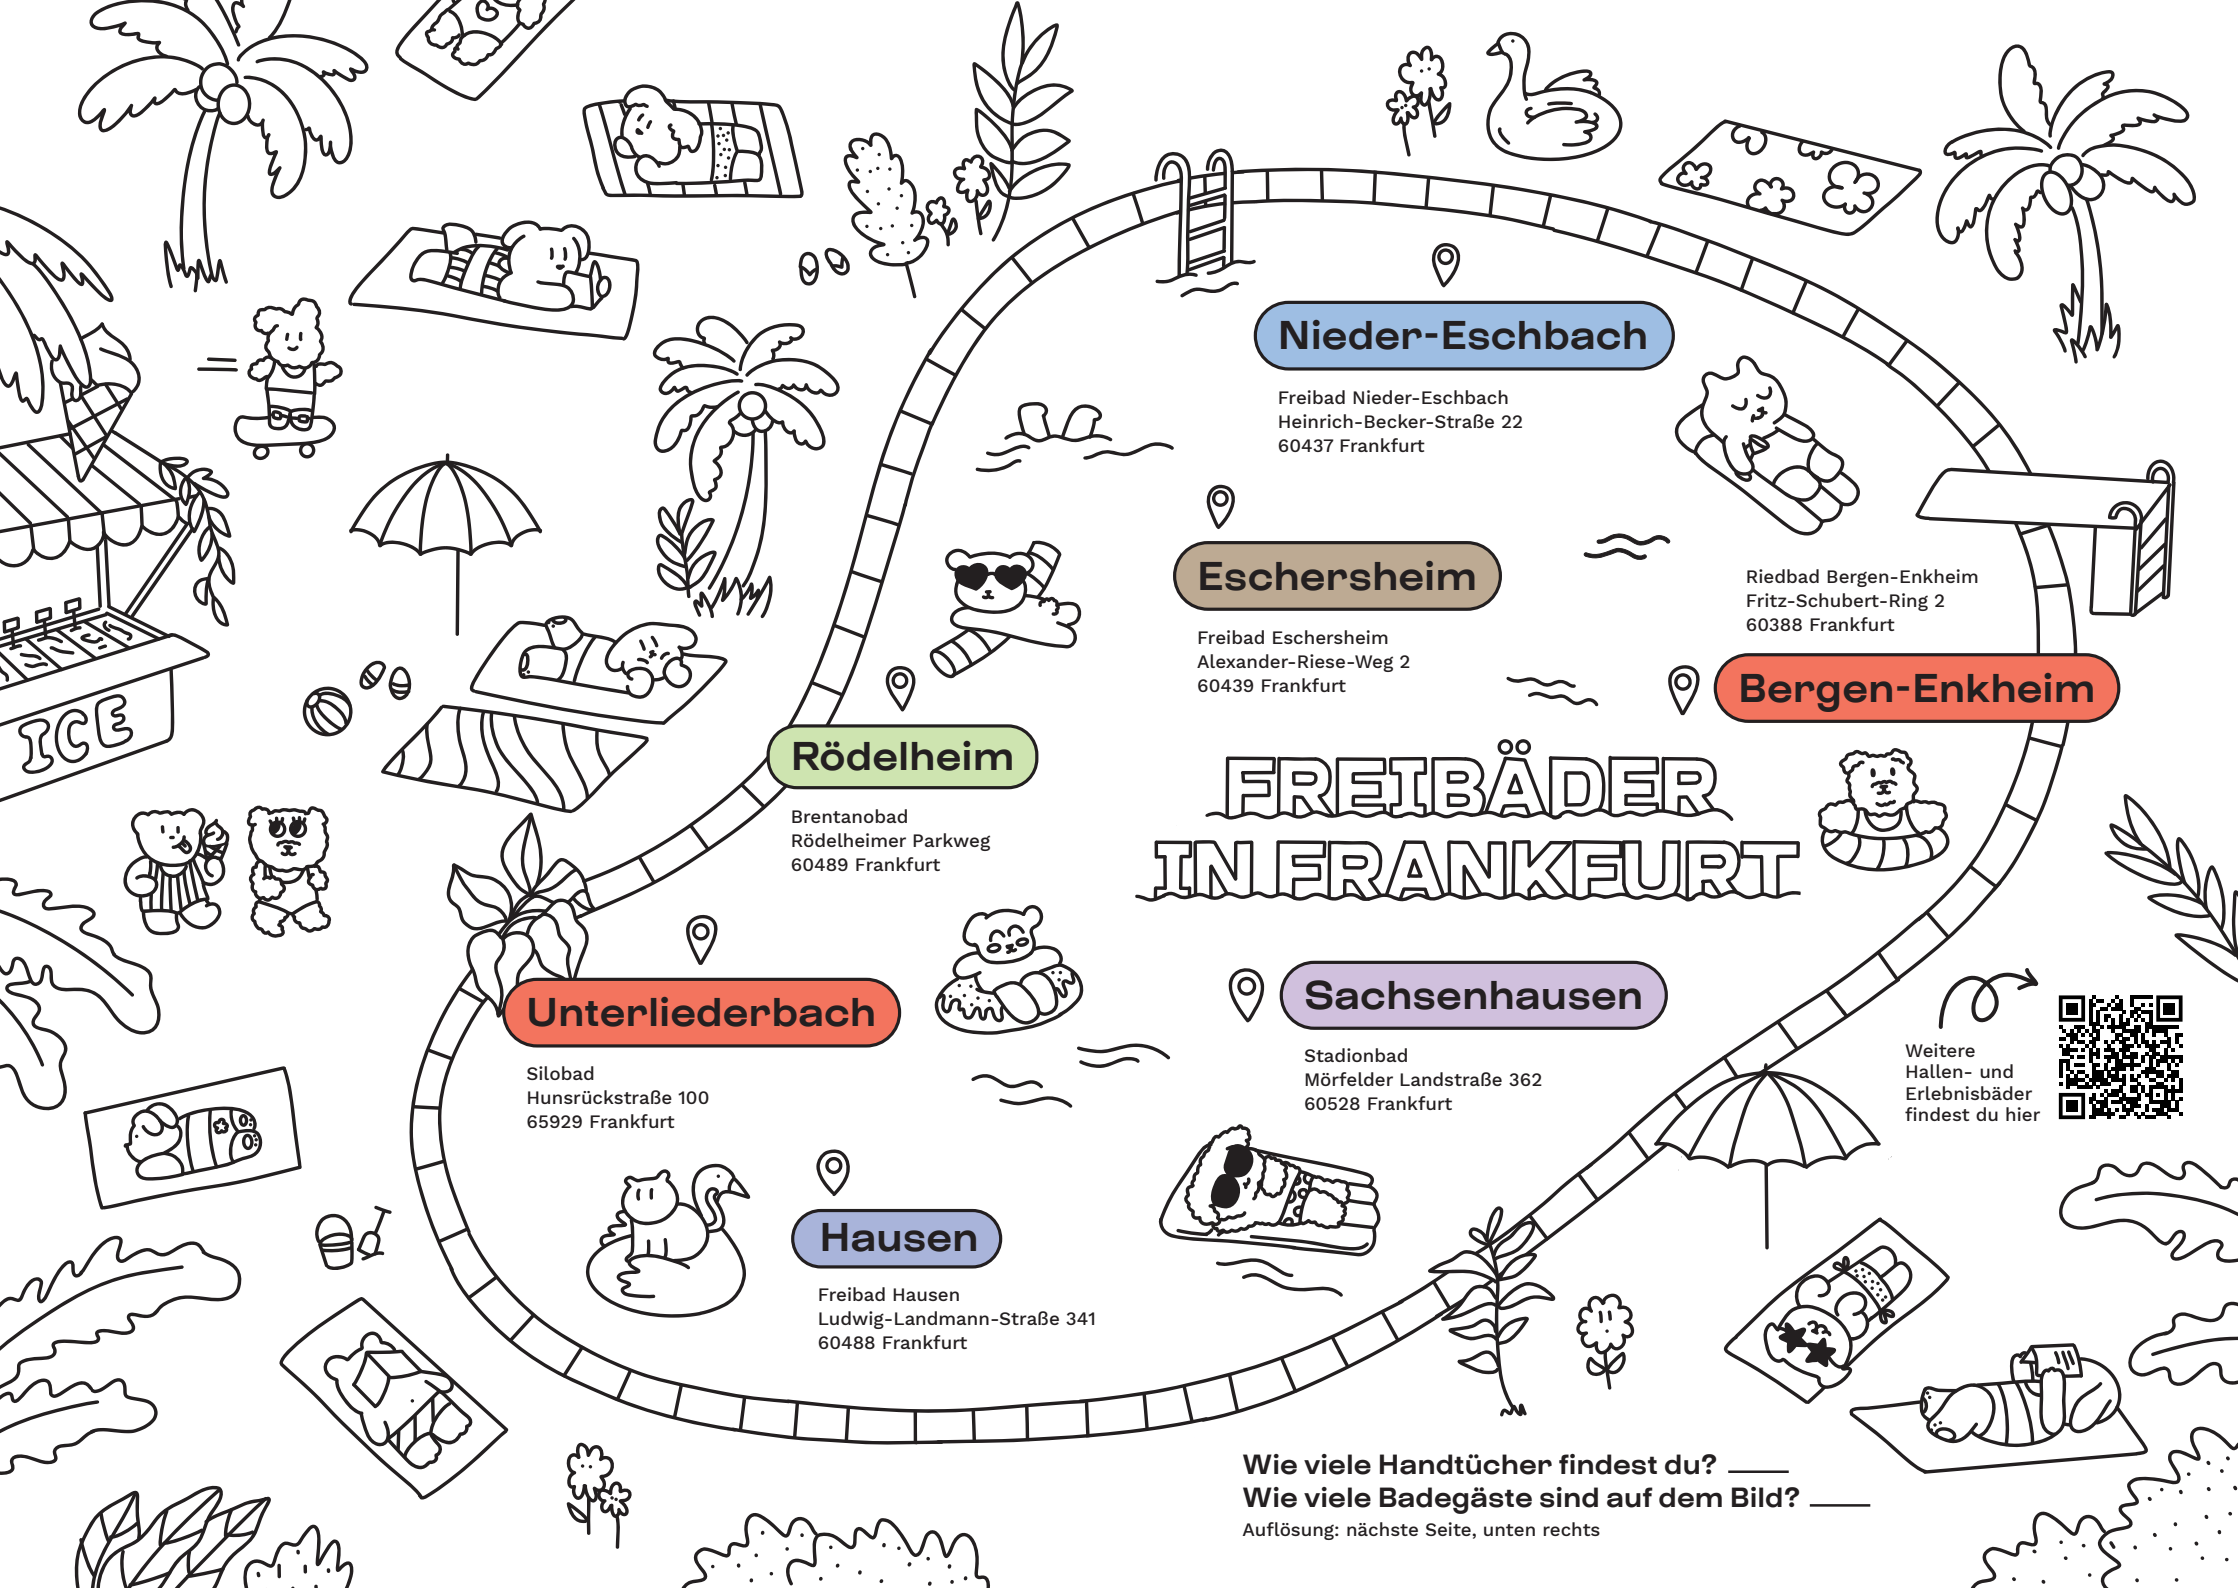 Nieder-Eschbach
Freibad Nieder-Eschbach
Heinrich-Becker-Straße 22
60437 Frankfurt
Eschersheim
Freibad Eschersheim
Alexander-Riese-Weg 2
60439 Frankfurt
Riedbad Bergen-Enkheim
Fritz-Schubert-Ring 2
60388 Frankfurt
Bergen-Enkheim
ICE
Rödelheim
Brentanobad
Rödelheimer Parkweg
60489 Frankfurt
FREIBÄDER
IN FRANKFURT
Unterliederbach
Silobad
Hunsrückstraße 100
65929 Frankfurt
Sachsenhausen
Stadionbad
Mörfelder Landstraße 362
60528 Frankfurt
Weitere
Hallen- und
Erlebnisbäder
findest du hier
Hausen
Freibad Hausen
Ludwig-Landmann-Straße 341
60488 Frankfurt
Wie viele Handtücher findest du? ____
Wie viele Badegäste sind auf dem Bild? ____
Auflösung: nächste Seite, unten rechts